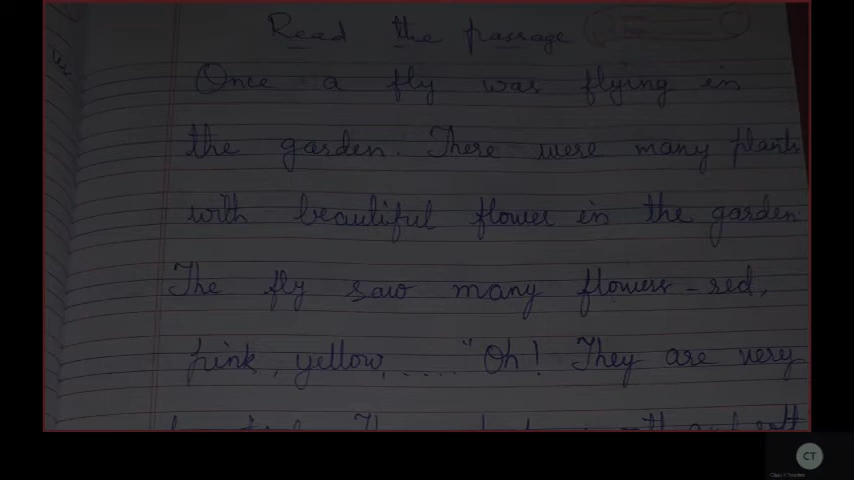 Read the passage
Once a fly was flying in
the garden. There were many plants
with beautiful flower in the garden.
The fly saw many flowers - red,
pink, yellow, .... "Oh! They are very
CT